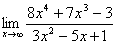 lim x→∞ (8x⁴ + 7x³ − 3)/(3x² − 5x + 1)